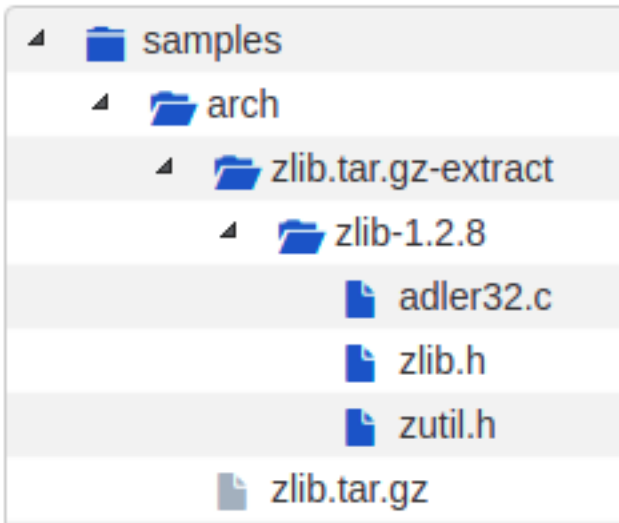 samples
arch
zlib.tar.gz-extract
zlib-1.2.8
adler32.c
zlib.h
zutil.h
zlib.tar.gz